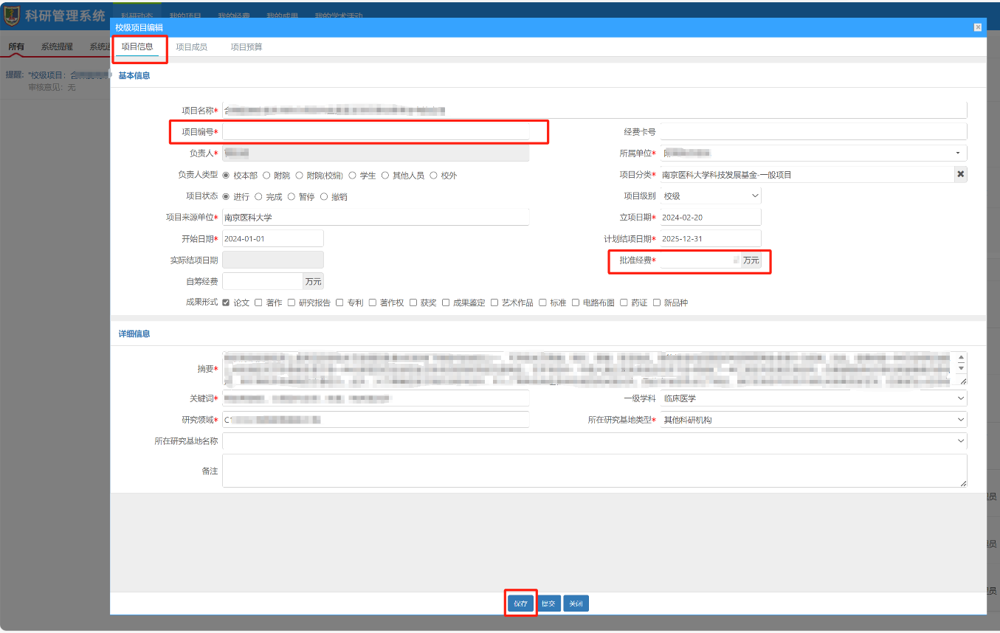 科研管理系统 科研动态 我的项目 我的经费 我的成果 我的学术活动
校级项目编辑
所有 系统提醒
项目信息 项目成员 项目预算
提醒: "校级项目:
审核意见: 无
基本信息
项目名称*
项目编号* 经费卡号
负责人* 所属单位*
负责人类型 校本部 附院 附院(校编) 学生 其他人员 校外 项目分类* 南京医科大学科技发展基金-一般项目
项目状态 进行 完成 暂停 撤销 项目级别 校级
项目来源单位* 南京医科大学 立项日期* 2024-02-20
开始日期* 2024-01-01 计划结项日期* 2025-12-31
实际结项日期 批准经费* 万元
自筹经费 万元
成果形式 论文 著作 研究报告 专利 著作权 获奖 成果鉴定 艺术作品 标准 电路布图 药证 新品种
详细信息
摘要*
关键词* 一级学科 临床医学
研究领域* 所在研究基地类型* 其他科研机构
所在研究基地名称
备注
保存 提交 关闭